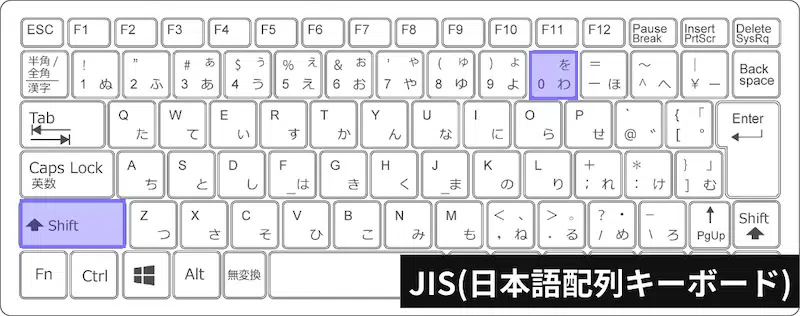 ESC F1 F2 F3 F4 F5 F6 F7 F8 F9 F10 F11 F12 Pause Break Insert PrtScr Delete SysRq
半角/全角 漢字 ! 1 ぬ " 2 ふ # ぁ 3 あ $ ぅ 4 う % ぇ 5 え & ぉ 6 お ' ゃ 7 や ( ゅ 8 ゆ ) ょ 9 よ を 0 わ = - ほ ~ ^ へ | ¥ ー Back space
Tab Q た W て E い R す T か Y ん U な I に O ら P せ ` @ ゛ { 「 [ ゜ Enter
Caps Lock 英数 A ち S と D し F _ は G き H く J _ ま K の L り + ; れ * : け } 」 ] む
Shift Z つ X さ C そ V ひ B こ N み M も < 、 , ね > 。 . る ? ・ / め _ \ ろ PgUp Shift
Fn Ctrl Alt 無変換
JIS(日本語配列キーボード)